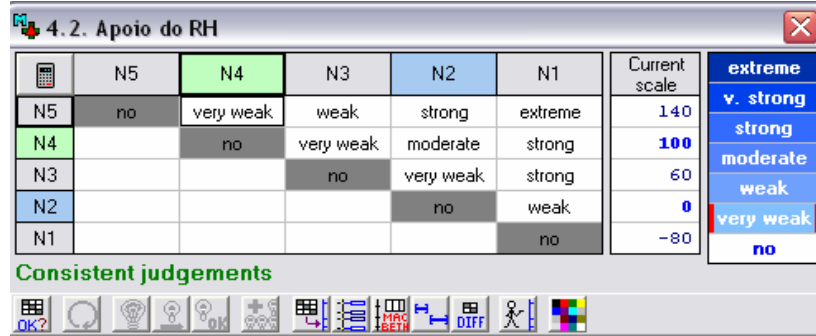 4.2. Apoio do RH
N5 N4 N3 N2 N1 Current scale
N5 no very weak weak strong extreme 140
N4 no very weak moderate strong 100
N3 no very weak strong 60
N2 no weak 0
N1 no -80
extreme
v. strong
strong
moderate
weak
very weak
no
Consistent judgements
OK? OK MAC BETH DIFF